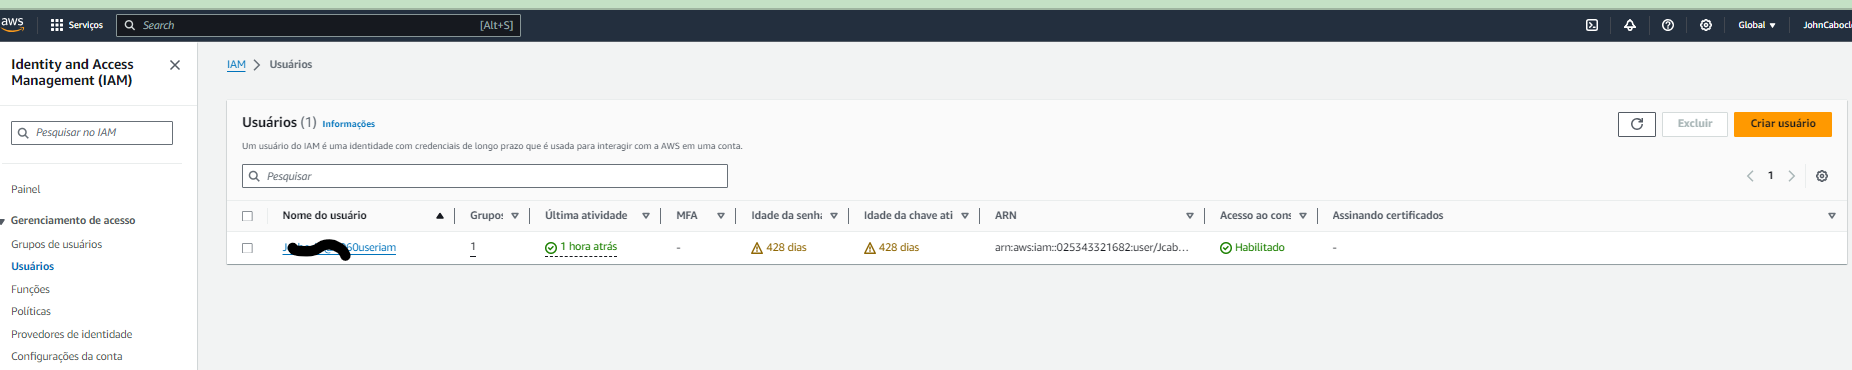 aws Serviços Search [Alt+S] Global JohnCabocl
Identity and Access
Management (IAM)
Pesquisar no IAM
Painel
Gerenciamento de acesso
Grupos de usuários
Usuários
Funções
Políticas
Provedores de identidade
Configurações da conta
IAM > Usuários
Usuários (1) Informações
Excluir Criar usuário
Um usuário do IAM é uma identidade com credenciais de longo prazo que é usada para interagir com a AWS em uma conta.
Pesquisar
1
Nome do usuário Grupos Última atividade MFA Idade da senha Idade da chave ati ARN Acesso ao cons Assinando certificados
60useriam 1 1 hora atrás - 428 dias 428 dias arn:aws:iam::025343321682:user/Jcab... Habilitado -